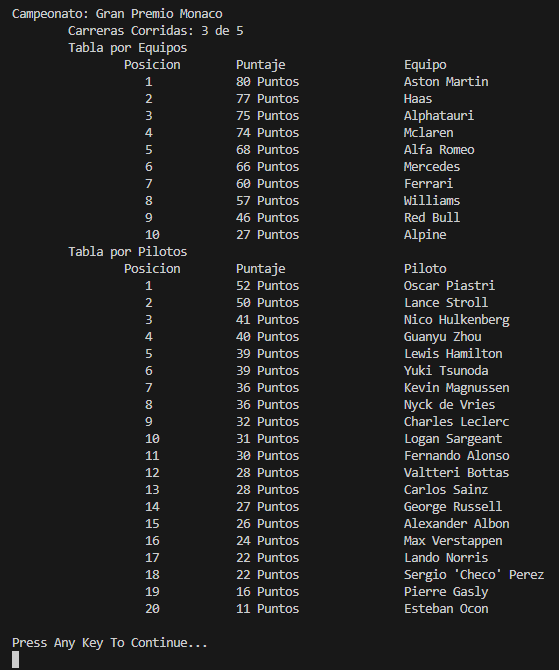 Campeonato: Gran Premio Monaco
Carreras Corridas: 3 de 5
Tabla por Equipos
Posicion Puntaje Equipo
1 80 Puntos Aston Martin
2 77 Puntos Haas
3 75 Puntos Alphatauri
4 74 Puntos Mclaren
5 68 Puntos Alfa Romeo
6 66 Puntos Mercedes
7 60 Puntos Ferrari
8 57 Puntos Williams
9 46 Puntos Red Bull
10 27 Puntos Alpine
Tabla por Pilotos
Posicion Puntaje Piloto
1 52 Puntos Oscar Piastri
2 50 Puntos Lance Stroll
3 41 Puntos Nico Hulkenberg
4 40 Puntos Guanyu Zhou
5 39 Puntos Lewis Hamilton
6 39 Puntos Yuki Tsunoda
7 36 Puntos Kevin Magnussen
8 36 Puntos Nyck de Vries
9 32 Puntos Charles Leclerc
10 31 Puntos Logan Sargeant
11 30 Puntos Fernando Alonso
12 28 Puntos Valtteri Bottas
13 28 Puntos Carlos Sainz
14 27 Puntos George Russell
15 26 Puntos Alexander Albon
16 24 Puntos Max Verstappen
17 22 Puntos Lando Norris
18 22 Puntos Sergio 'Checo' Perez
19 16 Puntos Pierre Gasly
20 11 Puntos Esteban Ocon
Press Any Key To Continue...